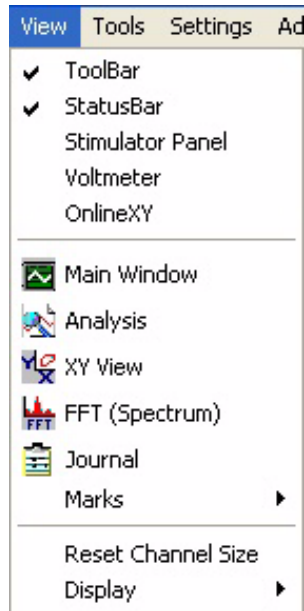 View Tools Settings Ad
ToolBar
StatusBar
Stimulator Panel
Voltmeter
OnlineXY
Main Window
Analysis
XY View
FFT (Spectrum)
Journal
Marks
Reset Channel Size
Display